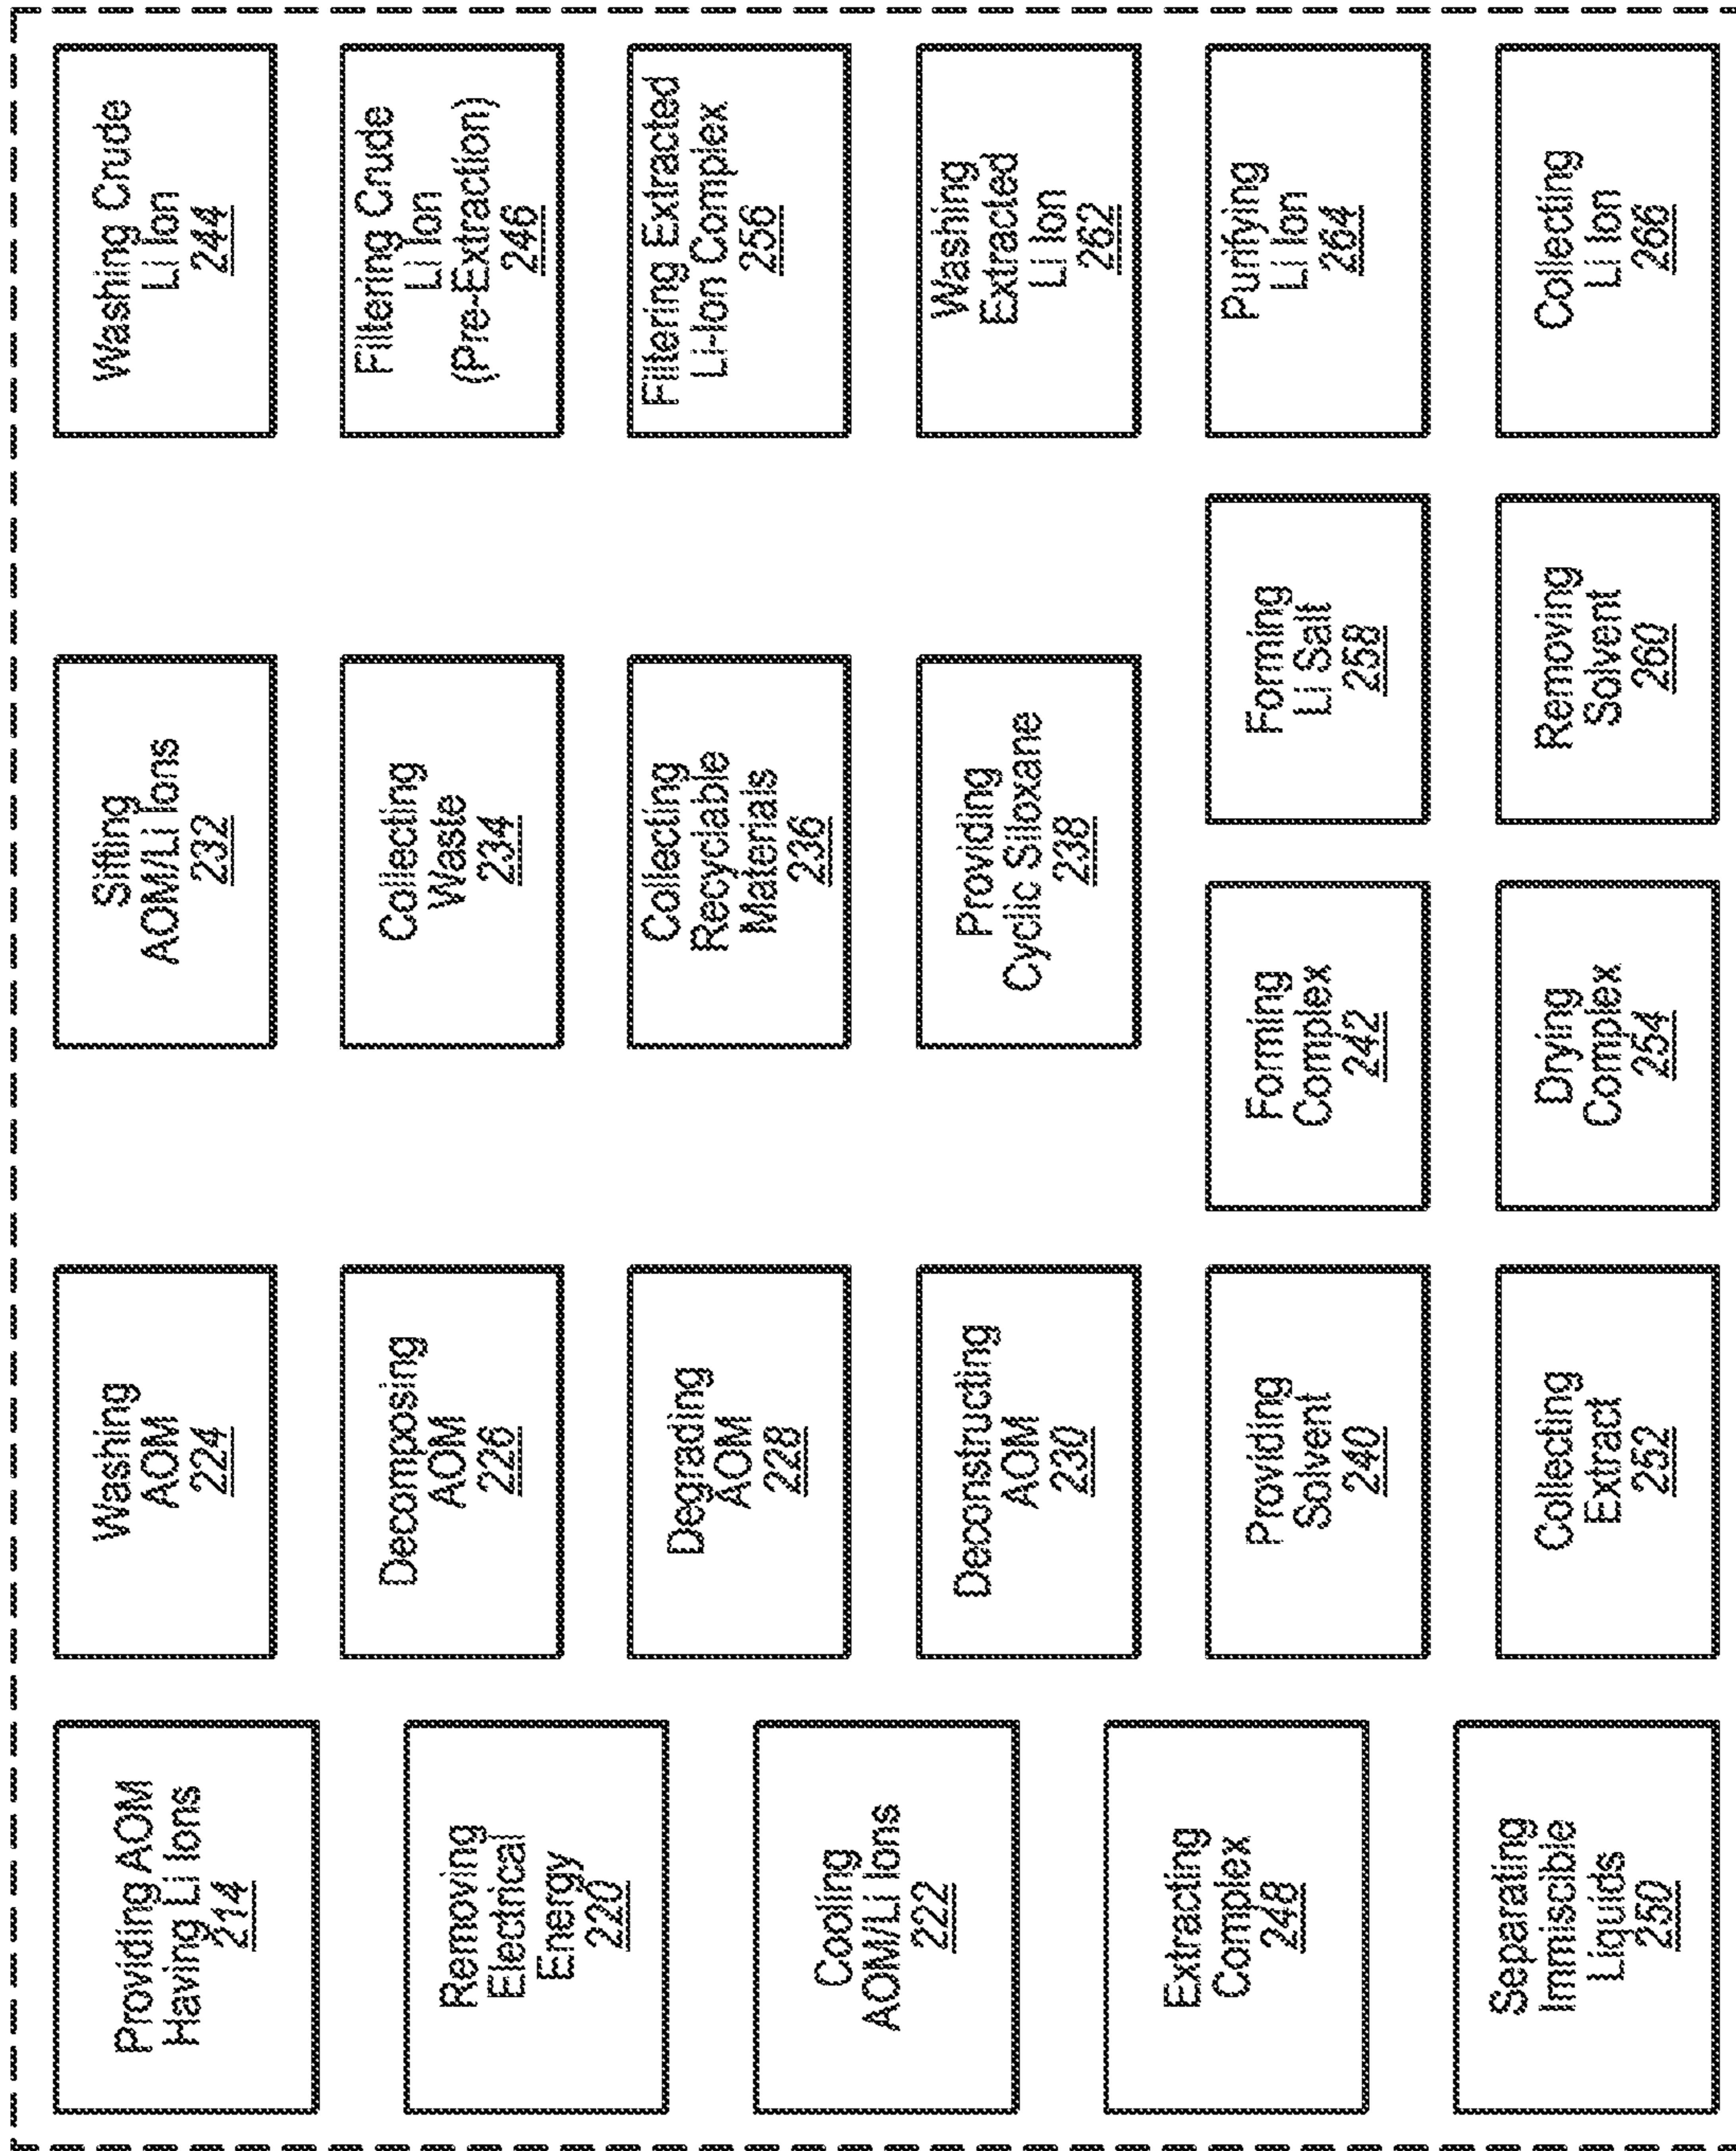 Providing AOM
Having Li Ions
214
Washing
AOM
224
Sifting
AOM/Li Ions
232
Washing Crude
Li Ion
244
Removing
Electrical
Energy
220
Decomposing
AOM
226
Collecting
Waste
234
Filtering Crude
Li Ion
(Pre-Extraction)
246
Cooling
AOM/Li Ions
222
Degrading
AOM
228
Collecting
Recyclable
Materials
236
Filtering Extracted
Li-Ion Complex
256
Extracting
Complex
248
Deconstructing
AOM
230
Providing
Cyclic Siloxane
238
Washing
Extracted
Li Ion
262
Separating
Immiscible
Liquids
250
Providing
Solvent
240
Forming
Complex
242
Forming
Li Salt
258
Purifying
Li Ion
264
Collecting
Extract
252
Drying
Complex
254
Removing
Solvent
260
Collecting
Li Ion
266